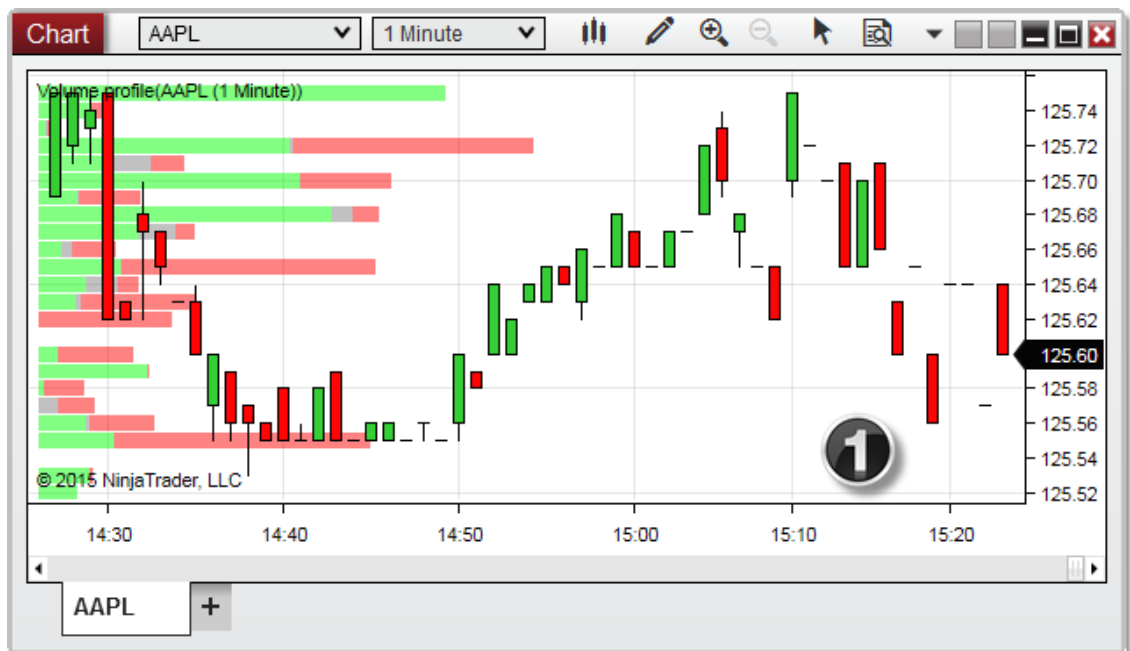 Chart AAPL 1 Minute
Volume profile(AAPL (1 Minute))
125.74
125.72
125.70
125.68
125.66
125.64
125.62
125.60
125.58
125.56
1
125.54
© 2015 NinjaTrader, LLC
125.52
14:30 14:40 14:50 15:00 15:10 15:20
AAPL +